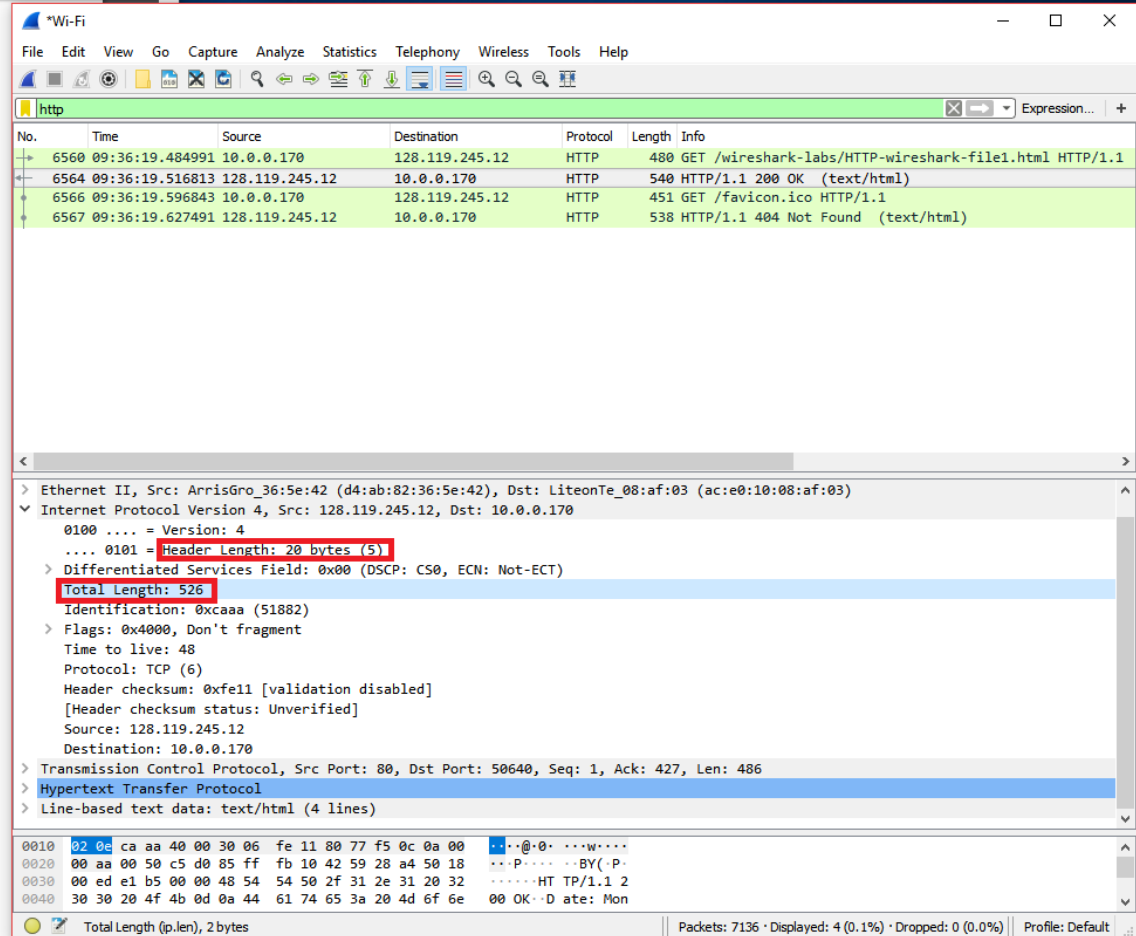 *Wi-Fi
File Edit View Go Capture Analyze Statistics Telephony Wireless Tools Help
http Expression... +
No. Time Source Destination Protocol Length Info
6560 09:36:19.484991 10.0.0.170 128.119.245.12 HTTP 480 GET /wireshark-labs/HTTP-wireshark-file1.html HTTP/1.1
6564 09:36:19.516813 128.119.245.12 10.0.0.170 HTTP 540 HTTP/1.1 200 OK (text/html)
6566 09:36:19.596843 10.0.0.170 128.119.245.12 HTTP 451 GET /favicon.ico HTTP/1.1
6567 09:36:19.627491 128.119.245.12 10.0.0.170 HTTP 538 HTTP/1.1 404 Not Found (text/html)
Ethernet II, Src: ArrisGro_36:5e:42 (d4:ab:82:36:5e:42), Dst: LiteonTe_08:af:03 (ac:e0:10:08:af:03)
Internet Protocol Version 4, Src: 128.119.245.12, Dst: 10.0.0.170
0100 .... = Version: 4
.... 0101 = Header Length: 20 bytes (5)
Differentiated Services Field: 0x00 (DSCP: CS0, ECN: Not-ECT)
Total Length: 526
Identification: 0xcaaa (51882)
Flags: 0x4000, Don't fragment
Time to live: 48
Protocol: TCP (6)
Header checksum: 0xfe11 [validation disabled]
[Header checksum status: Unverified]
Source: 128.119.245.12
Destination: 10.0.0.170
Transmission Control Protocol, Src Port: 80, Dst Port: 50640, Seq: 1, Ack: 427, Len: 486
Hypertext Transfer Protocol
Line-based text data: text/html (4 lines)
0010 02 0e ca aa 40 00 30 06 fe 11 80 77 f5 0c 0a 00 ····@·0· ···w····
0020 00 aa 00 50 c5 d0 85 ff fb 10 42 59 28 a4 50 18 ···P···· ··BY(·P·
0030 00 ed e1 b5 00 00 48 54 54 50 2f 31 2e 31 20 32 ······HT TP/1.1 2
0040 30 30 20 4f 4b 0d 0a 44 61 74 65 3a 20 4d 6f 6e 00 OK··D ate: Mon
Total Length (ip.len), 2 bytes Packets: 7136 · Displayed: 4 (0.1%) · Dropped: 0 (0.0%) Profile: Default